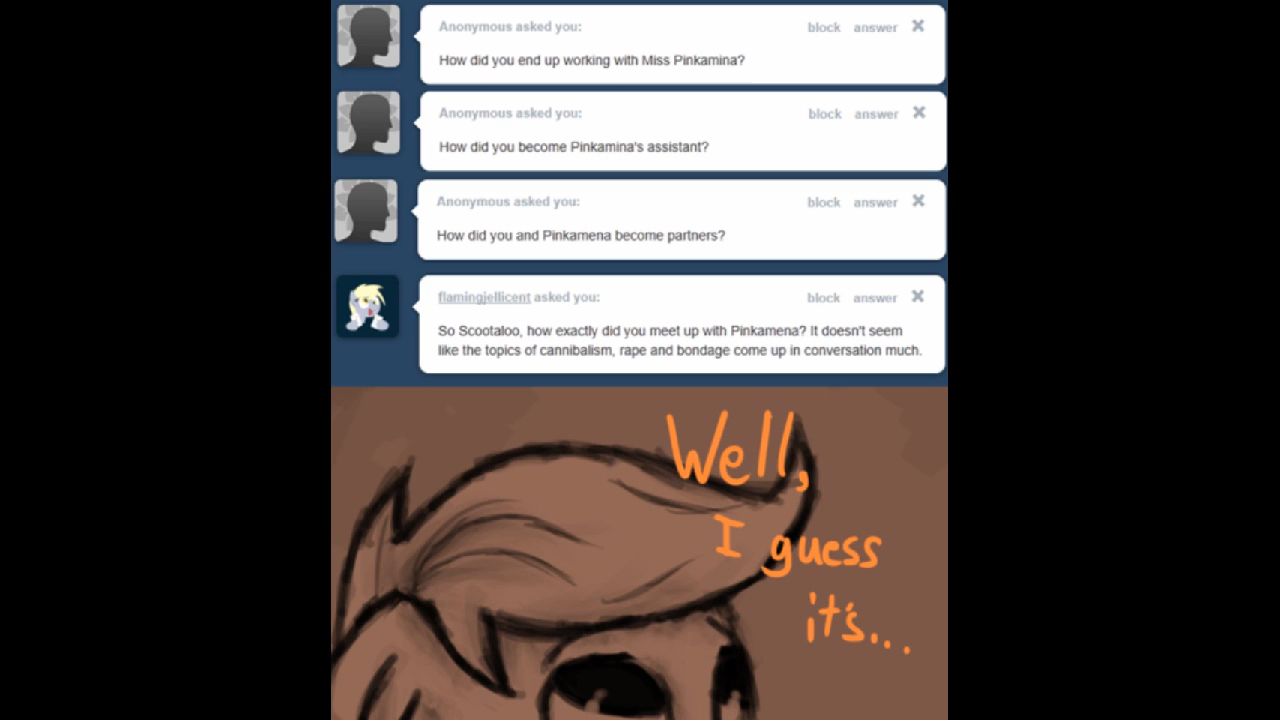 Anonymous asked you:
block answer ×
How did you end up working with Miss Pinkamina?
Anonymous asked you:
block answer ×
How did you become Pinkamina's assistant?
Anonymous asked you:
block answer ×
How did you and Pinkamena become partners?
flamingjellicent asked you:
block answer ×
So Scootaloo, how exactly did you meet up with Pinkamena? It doesn't seem
like the topics of cannibalism, rape and bondage come up in conversation much.
Well,
I guess
it's...